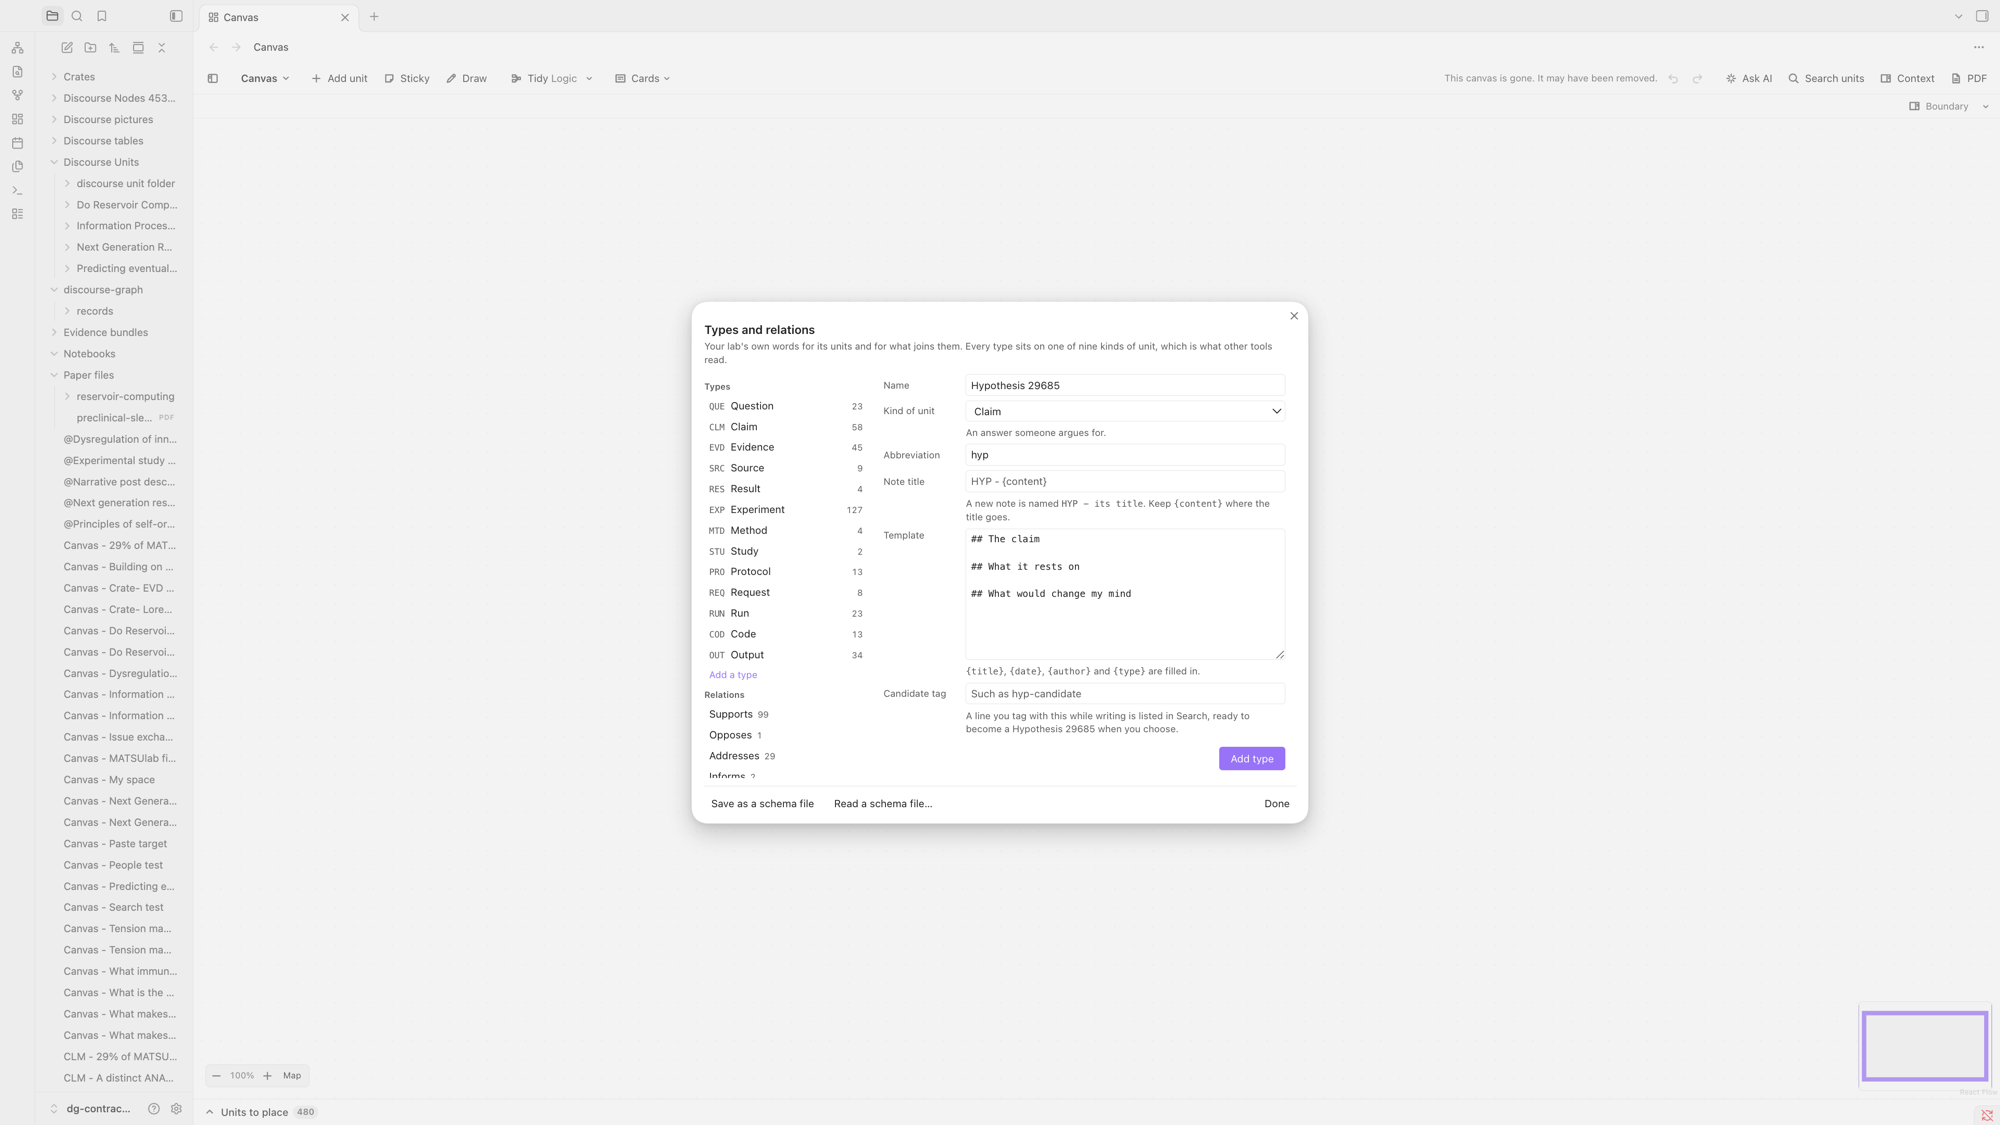 Canvas
Canvas
Canvas
Add unit
Sticky
Draw
Tidy Logic
Cards
This canvas is gone. It may have been removed.
Ask AI
Search units
Context
PDF
Boundary
Crates
Discourse Nodes 453...
Discourse pictures
Discourse tables
Discourse Units
discourse unit folder
Do Reservoir Comp...
Information Proces...
Next Generation R...
Predicting eventual...
discourse-graph
records
Evidence bundles
Notebooks
Paper files
reservoir-computing
preclinical-sle... PDF
@Dysregulation of inn...
@Experimental study ...
@Narrative post desc...
@Next generation res...
@Principles of self-or...
Canvas - 29% of MAT...
Canvas - Building on ...
Canvas - Crate- EVD ...
Canvas - Crate- Lore...
Canvas - Do Reservoi...
Canvas - Do Reservoi...
Canvas - Dysregulatio...
Canvas - Information ...
Canvas - Information ...
Canvas - Issue excha...
Canvas - MATSUlab fi...
Canvas - My space
Canvas - Next Genera...
Canvas - Next Genera...
Canvas - Paste target
Canvas - People test
Canvas - Predicting e...
Canvas - Search test
Canvas - Tension ma...
Canvas - Tension ma...
Canvas - What immun...
Canvas - What is the ...
Canvas - What makes...
Canvas - What makes...
CLM - 29% of MATSU...
CLM - A distinct ANA...
dg-contrac...
Types and relations
Your lab's own words for its units and for what joins them. Every type sits on one of nine kinds of unit, which is what other tools
read.
Types
QUE Question 23
CLM Claim 58
EVD Evidence 45
SRC Source 9
RES Result 4
EXP Experiment 127
MTD Method 4
STU Study 2
PRO Protocol 13
REQ Request 8
RUN Run 23
COD Code 13
OUT Output 34
Add a type
Relations
Supports 99
Opposes 1
Addresses 29
Informs 2
Name
Hypothesis 29685
Kind of unit
Claim
An answer someone argues for.
Abbreviation
hyp
Note title
HYP - {content}
A new note is named HYP - its title. Keep {content} where the
title goes.
Template
## The claim
## What it rests on
## What would change my mind
{title}, {date}, {author} and {type} are filled in.
Candidate tag
Such as hyp-candidate
A line you tag with this while writing is listed in Search, ready to
become a Hypothesis 29685 when you choose.
Add type
Save as a schema file
Read a schema file...
Done
100%
Map
Units to place 480
React Flow